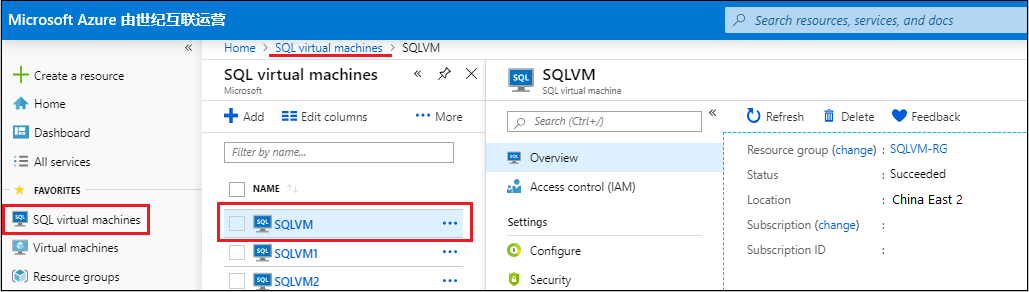 Microsoft Azure 由世纪互联运营
Search resources, services, and docs
«
Create a resource
Home
Dashboard
All services
FAVORITES
SQL virtual machines
Virtual machines
Resource groups
Home > SQL virtual machines > SQLVM
SQL virtual machines «
Microsoft
Add Edit columns ··· More
Filter by name...
NAME ↑↓
SQL SQLVM ···
SQL SQLVM1 ···
SQL SQLVM2 ···
SQL SQLVM
SQL virtual machine
Search (Ctrl+/) «
Overview
Access control (IAM)
Settings
Configure
Security
Refresh Delete Feedback
Resource group (change) : SQLVM-RG
Status : Succeeded
Location : China East 2
Subscription (change) :
Subscription ID :